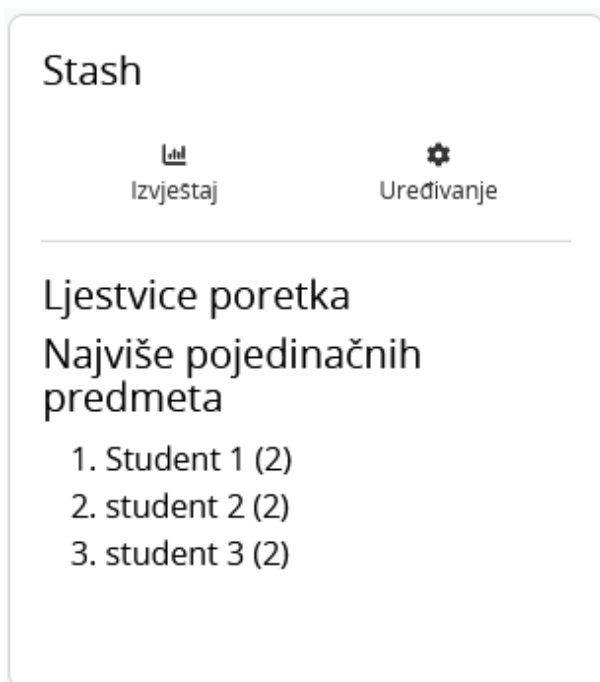 Stash
Izvještaj
Uređivanje
Ljestvice poretka
Najviše pojedinačnih
predmeta
1. Student 1 (2)
2. student 2 (2)
3. student 3 (2)